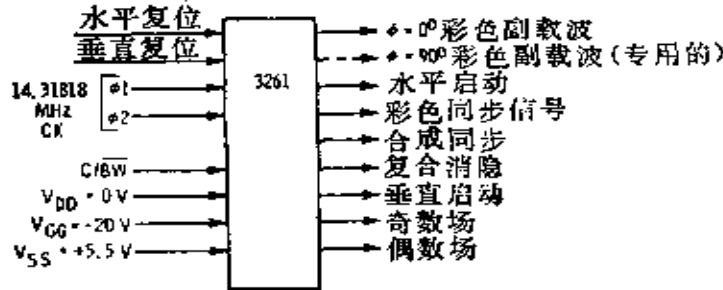 水平复位
垂直复位
14.31818
MHz
CK
φ1
φ2
C/BW
VDD = 0 V
VGG = -20 V
VSS = +5.5 V
3261
φ = 0° 彩色副载波
φ = 90° 彩色副载波(专用的)
水平启动
彩色同步信号
合成同步
复合消隐
垂直启动
奇数场
偶数场